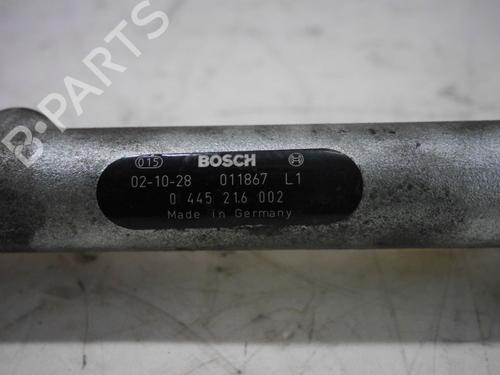 B-PARTS
015 BOSCH
02-10-28 011867 L1
0 445 216 002
Made in Germany